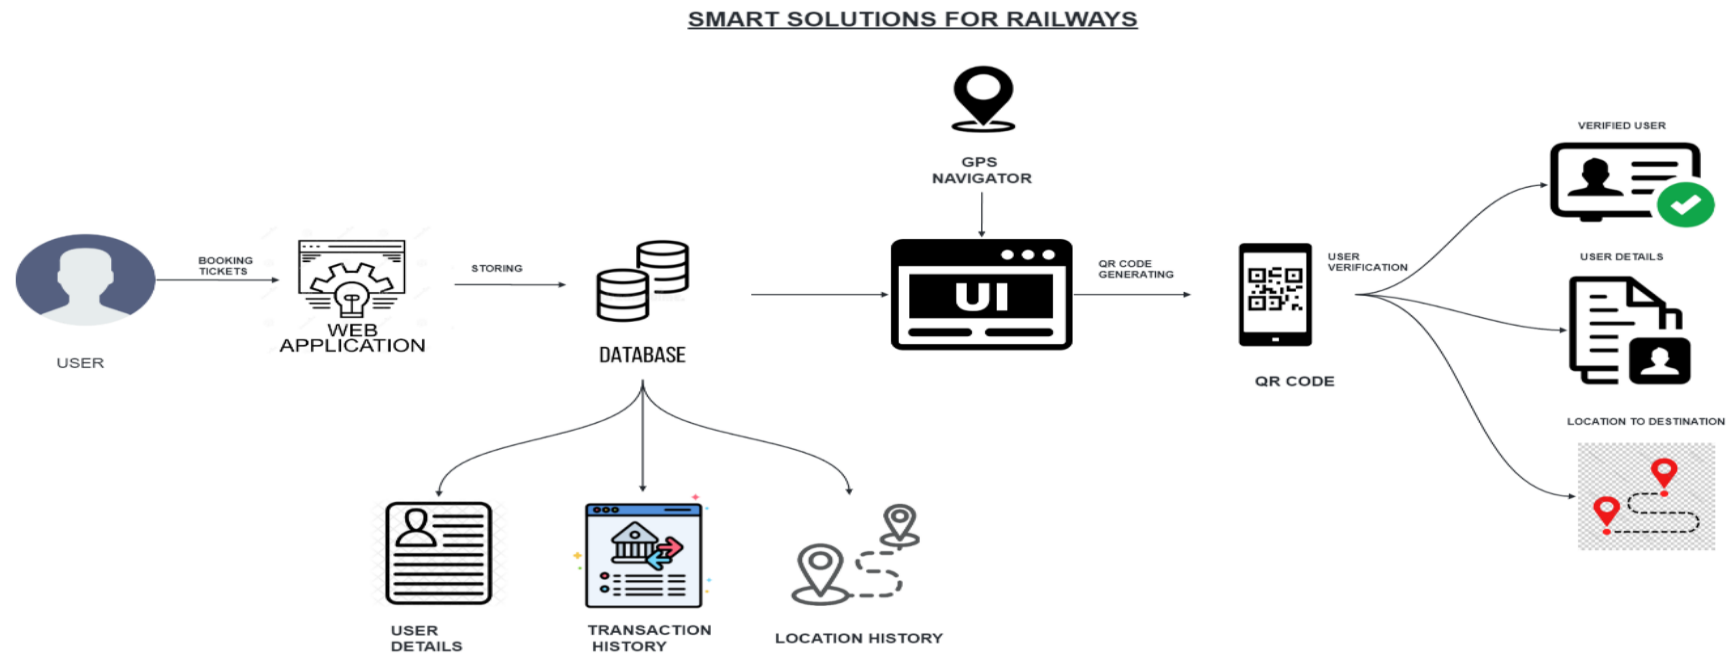 SMART SOLUTIONS FOR RAILWAYS
GPS
NAVIGATOR
VERIFIED USER
BOOKING
TICKETS
STORING
QR CODE
GENERATING
USER
VERIFICATION
USER DETAILS
UI
WEB
APPLICATION
DATABASE
USER
QR CODE
LOCATION TO DESTINATION
USER
DETAILS
TRANSACTION
HISTORY
LOCATION HISTORY